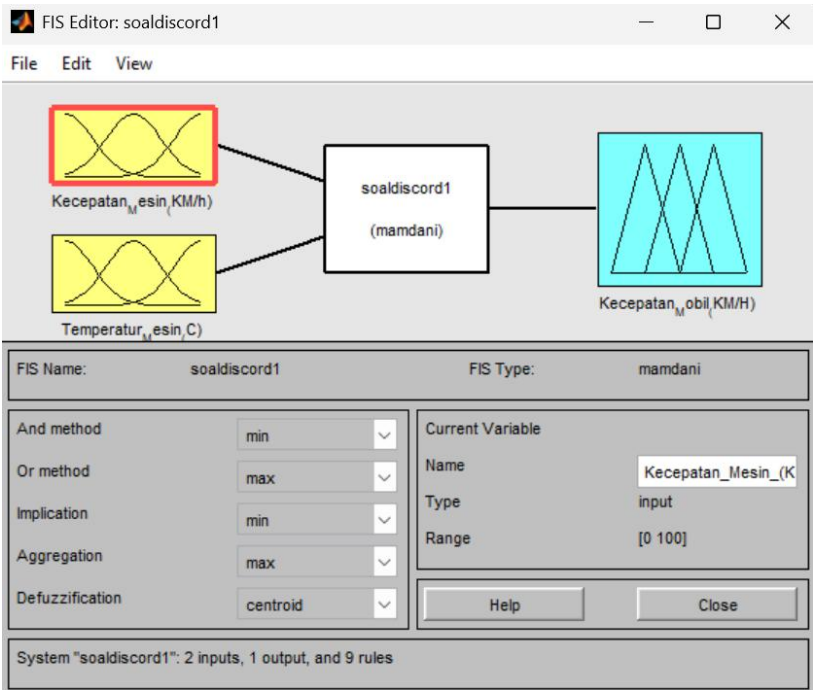 FIS Editor: soaldiscord1
File Edit View
Kecepatan_Mesin_(KM/h)
soaldiscord1
(mamdani)
Temperatur_Mesin_(C)
Kecepatan_Mobil_(KM/H)
FIS Name: soaldiscord1 FIS Type: mamdani
And method min
Or method max
Implication min
Aggregation max
Defuzzification centroid
Current Variable
Name Kecepatan_Mesin_(K
Type input
Range [0 100]
Help Close
System "soaldiscord1": 2 inputs, 1 output, and 9 rules